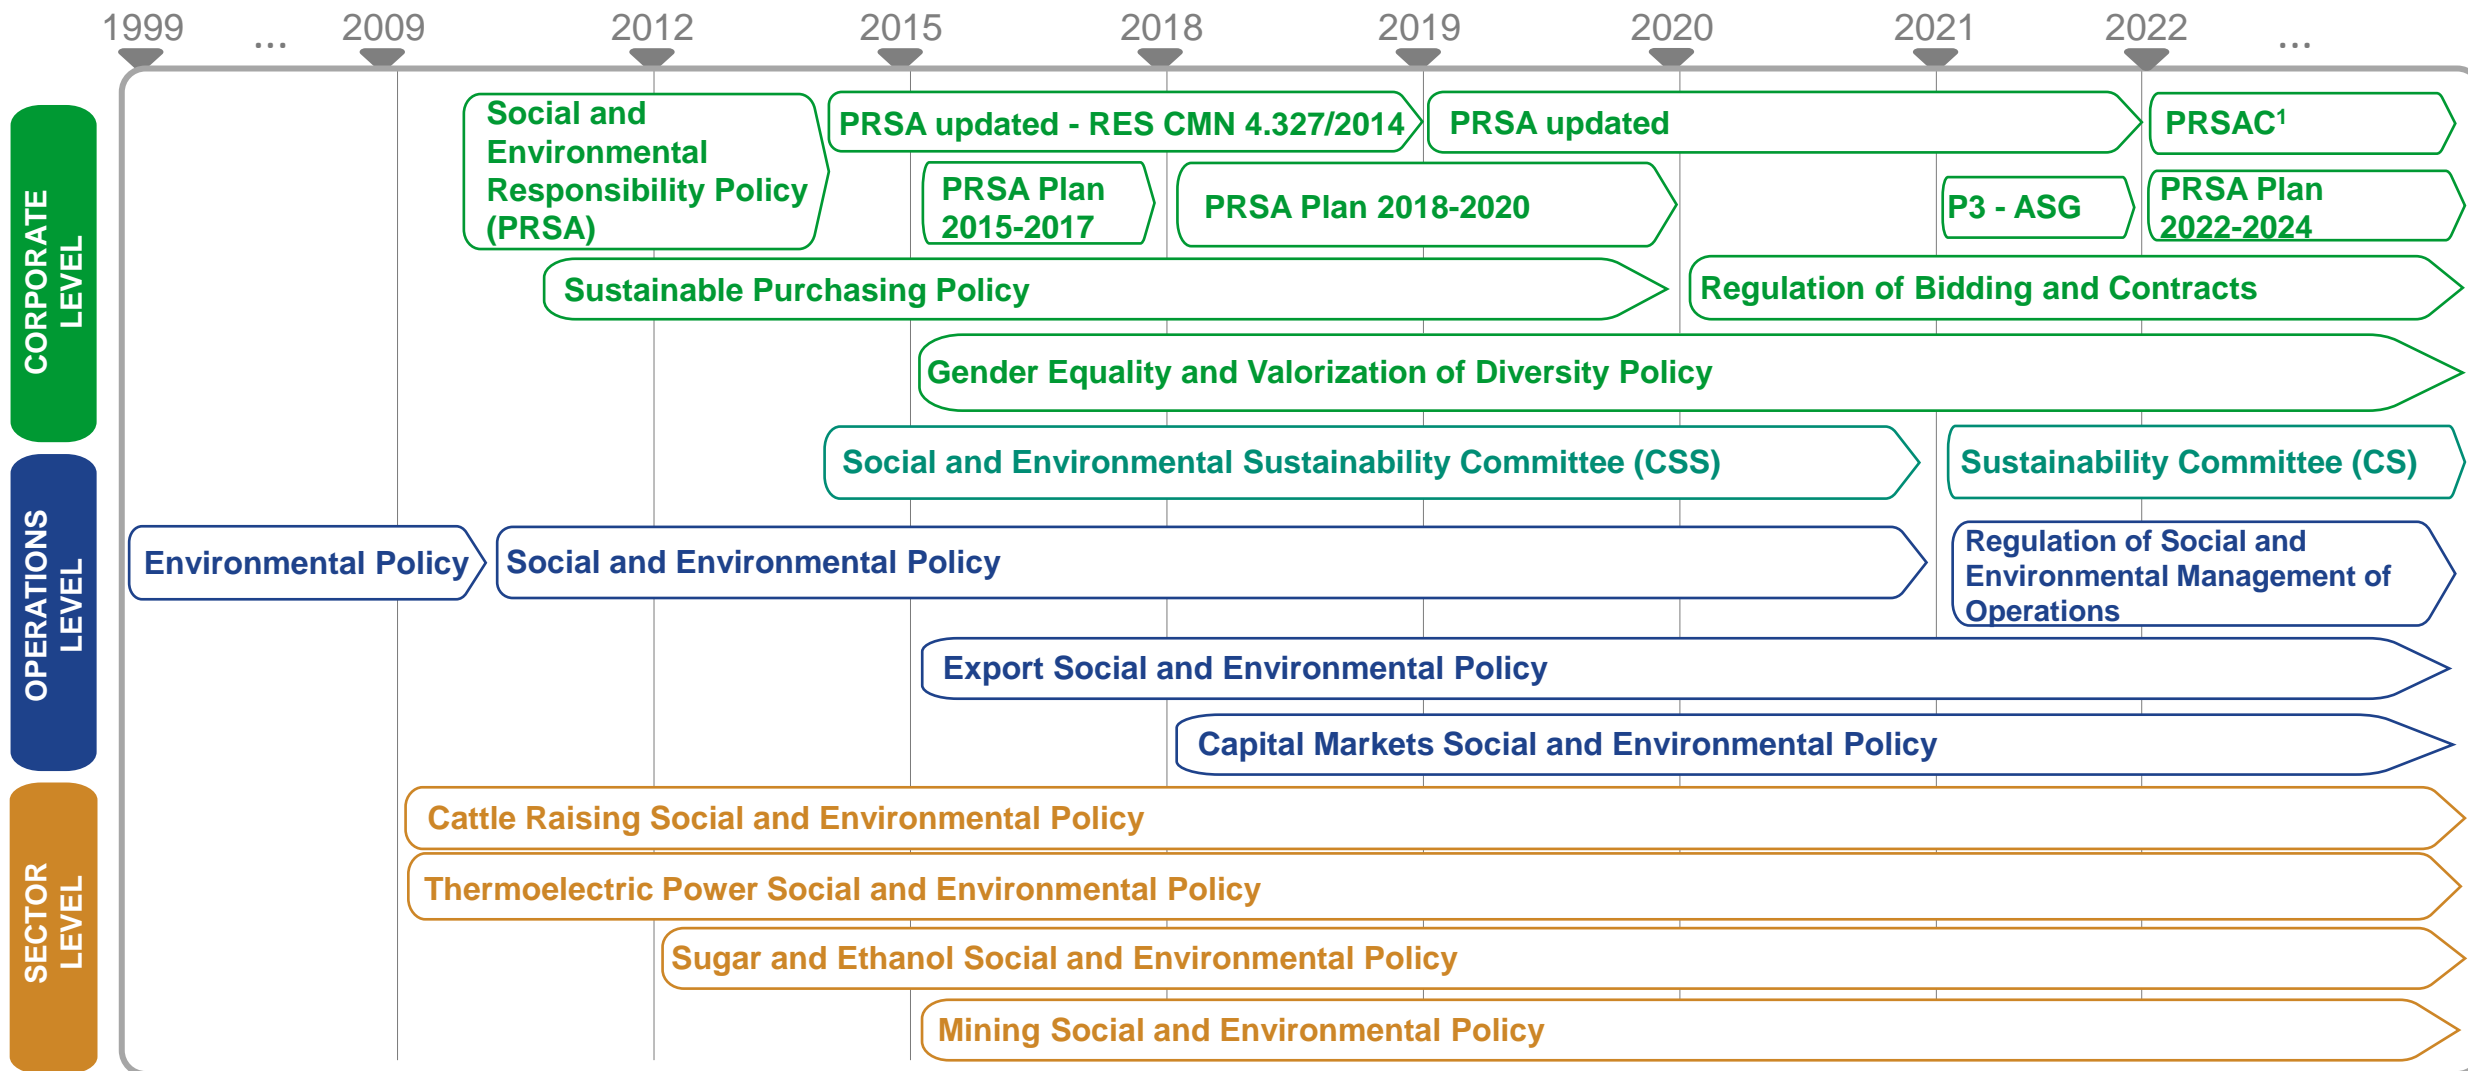 1999 ... 2009 2012 2015 2018 2019 2020 2021 2022 ...
CORPORATE
LEVEL
Social and
Environmental
Responsibility Policy
(PRSA)
PRSA updated - RES CMN 4.327/2014
PRSA updated
PRSAC¹
PRSA Plan
2015-2017
PRSA Plan 2018-2020
P3 - ASG
PRSA Plan
2022-2024
Sustainable Purchasing Policy
Regulation of Bidding and Contracts
Gender Equality and Valorization of Diversity Policy
Social and Environmental Sustainability Committee (CSS)
Sustainability Committee (CS)
OPERATIONS
LEVEL
Environmental Policy
Social and Environmental Policy
Regulation of Social and
Environmental Management of
Operations
Export Social and Environmental Policy
Capital Markets Social and Environmental Policy
SECTOR
LEVEL
Cattle Raising Social and Environmental Policy
Thermoelectric Power Social and Environmental Policy
Sugar and Ethanol Social and Environmental Policy
Mining Social and Environmental Policy